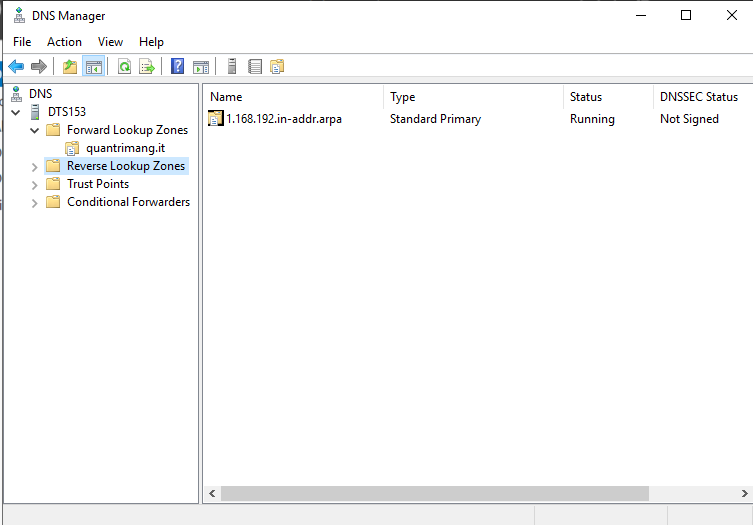 DNS Manager
File Action View Help
DNS
DTS153
Forward Lookup Zones
quantrimang.it
Reverse Lookup Zones
Trust Points
Conditional Forwarders
Name Type Status DNSSEC Status
1.168.192.in-addr.arpa Standard Primary Running Not Signed